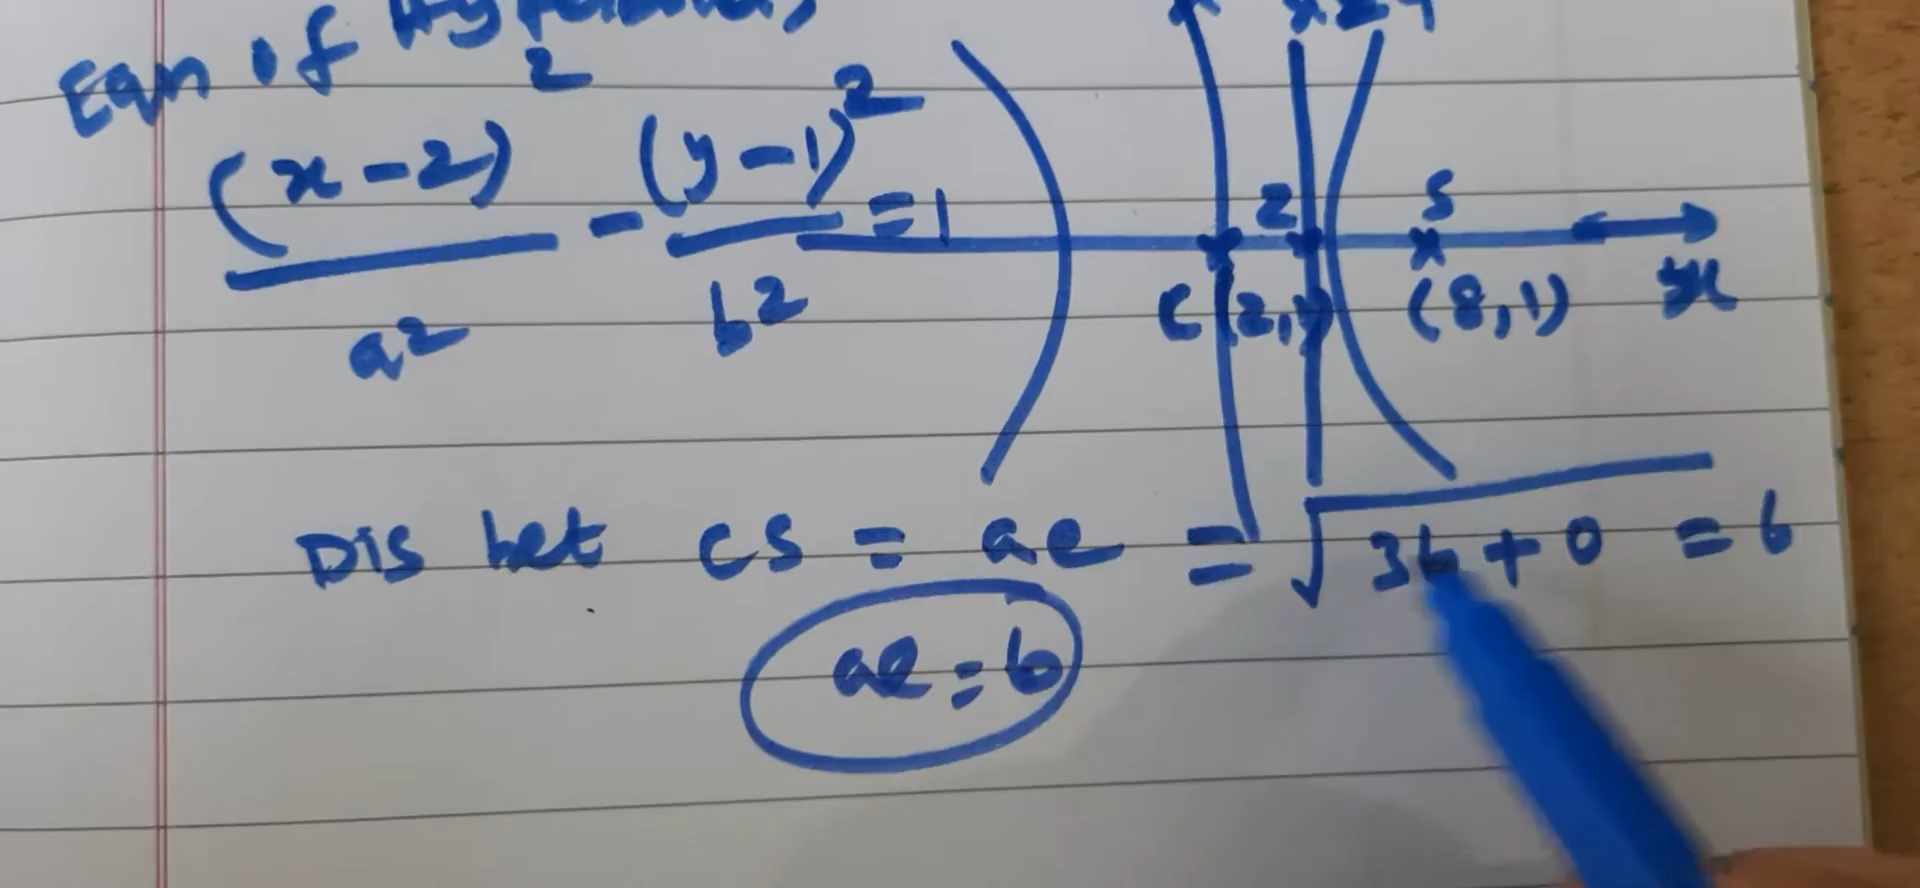 Eqn of
(x-2)² / a² - (y-1)² / b² = 1
Z S
C (2,1) (8,1) x
Dis bet CS = ae = √36+0 = 6
ae = 6